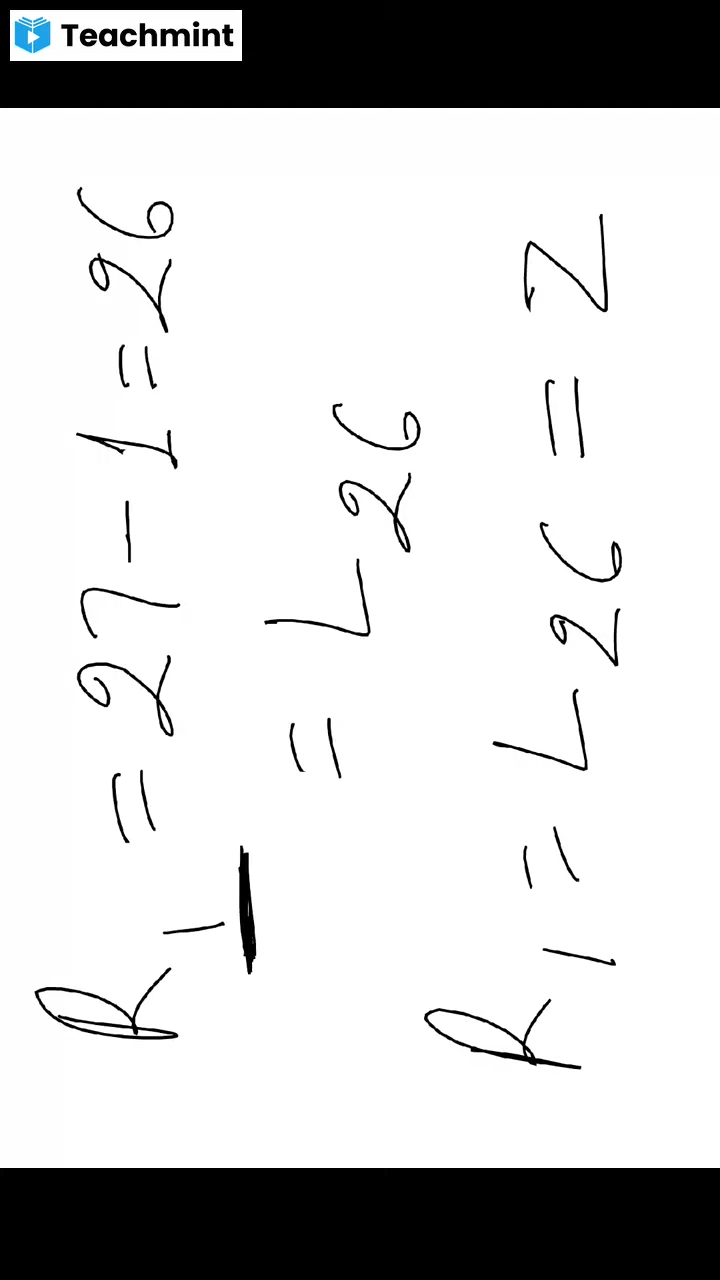 Teachmint
R1 = 27 - 1 = 26
= L26
R1 = L26 = Z